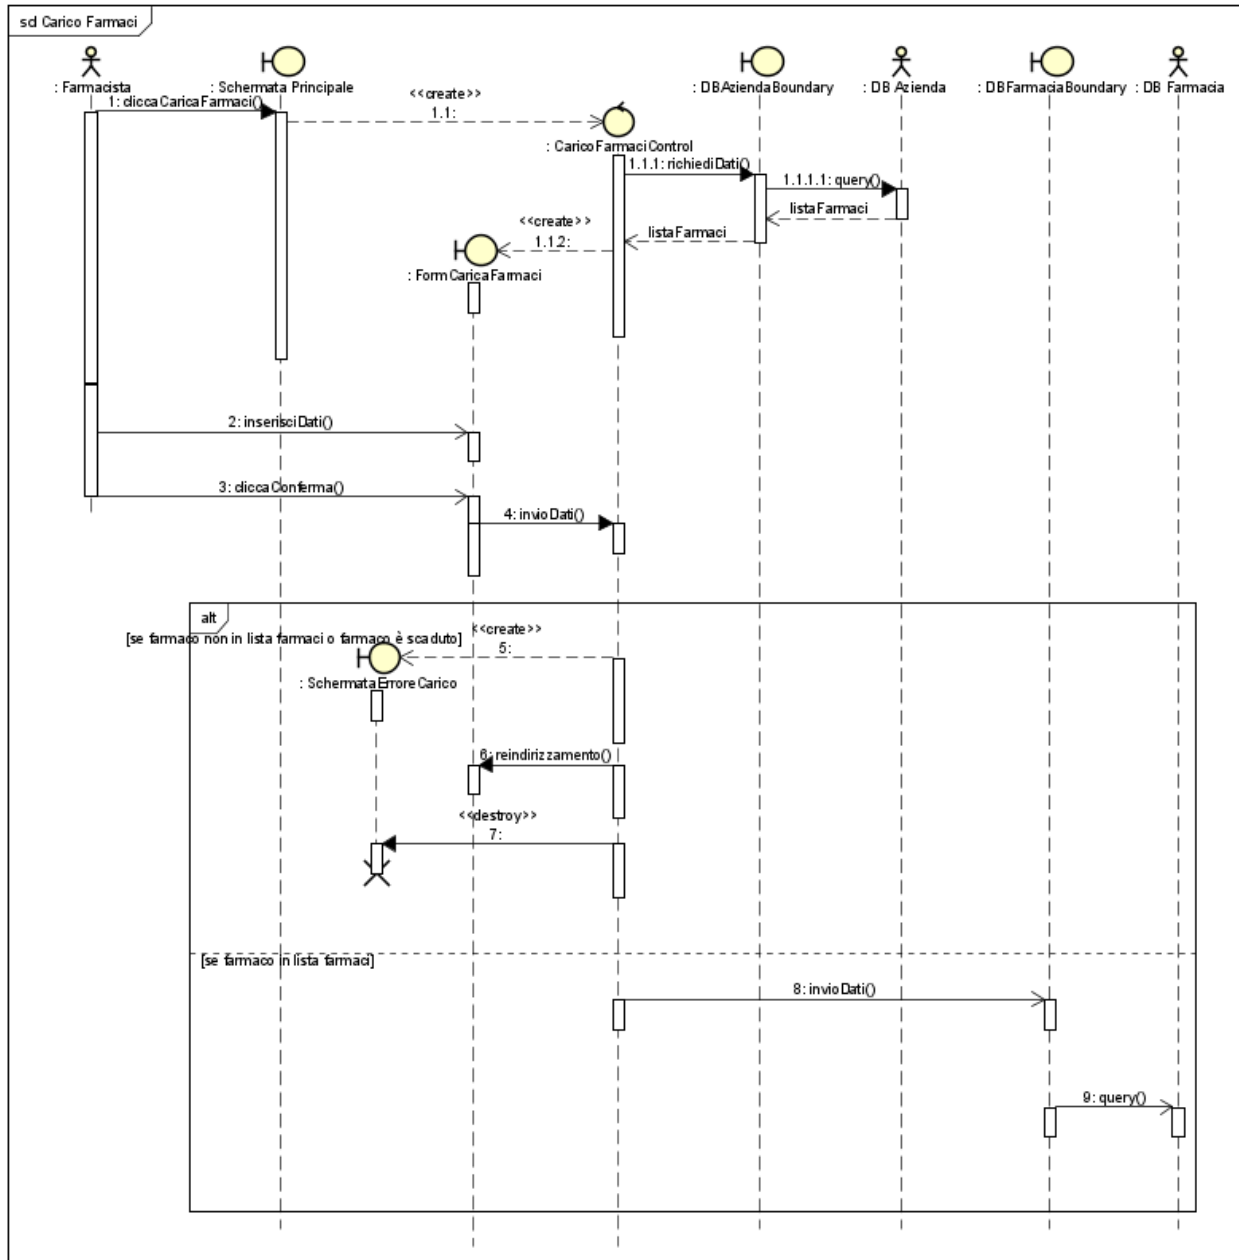 sd Carico Farmaci
: Farmacista
: Schermata Principale
: DBAziendaBoundary
: DB Azienda
: DBFarmaciaBoundary
: DB Farmacia
1: cliccaCaricaFarmaci()
<<create>>
1.1:
: CaricoFarmaciControl
1.1.1: richiediDati()
1.1.1.1: query()
listaFarmaci
listaFarmaci
<<create>>
1.1.2:
: FormCaricaFarmaci
2: inserisciDati()
3: cliccaConferma()
4: invioDati()
alt
[se farmaco non in lista farmaci o farmaco è scaduto]
<<create>>
5:
: SchermataErroreCarico
6: reindirizzamento()
<<destroy>>
7:
[se farmaco in lista farmaci]
8: invioDati()
9: query()